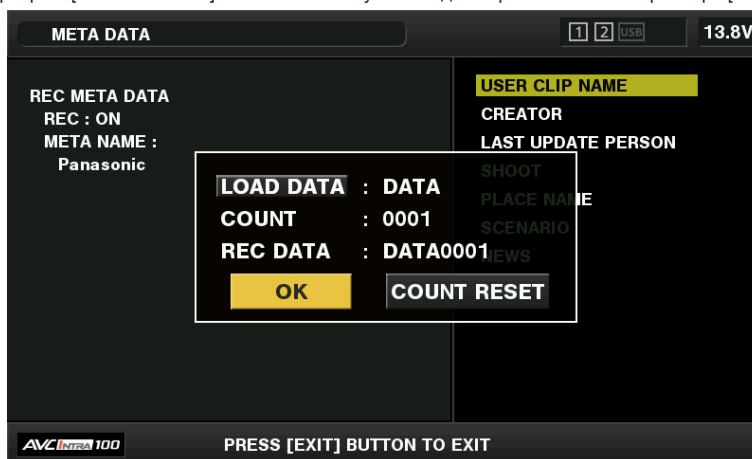 META DATA
1 2 USB
13.8V
REC META DATA
REC : ON
META NAME :
Panasonic
USER CLIP NAME
CREATOR
LAST UPDATE PERSON
SHOOT
PLACE NAME
SCENARIO
NEWS
LOAD DATA : DATA
COUNT : 0001
REC DATA : DATA0001
OK
COUNT RESET
AVC INTRA 100
PRESS [EXIT] BUTTON TO EXIT